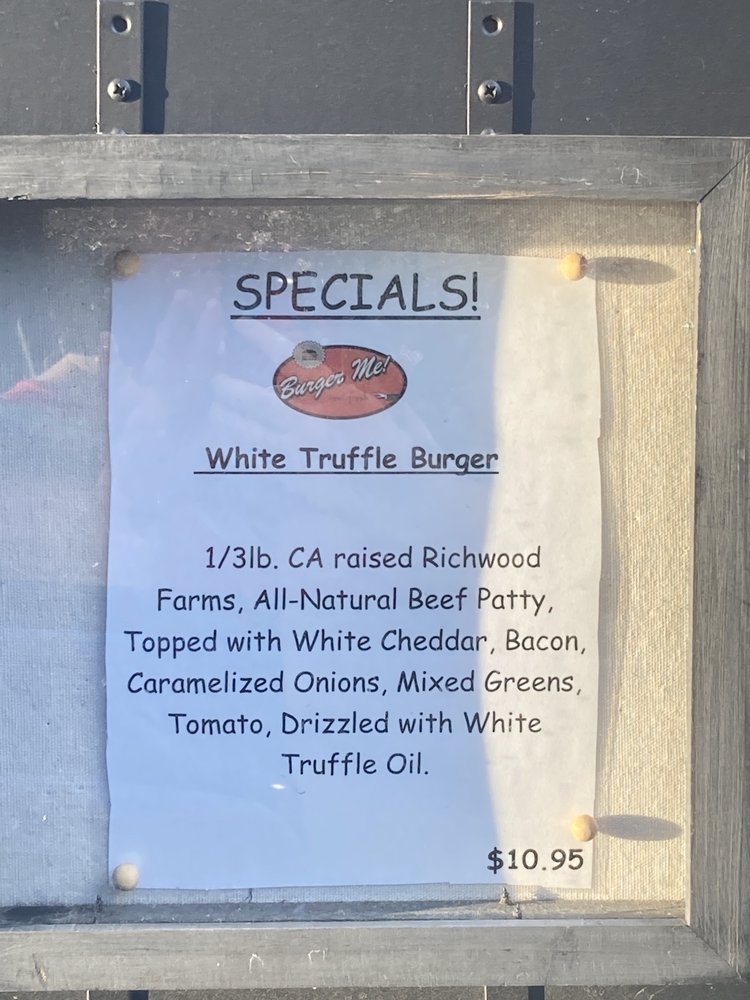 SPECIALS!
Burger Me!
White Truffle Burger
1/3lb. CA raised Richwood
Farms, All-Natural Beef Patty,
Topped with White Cheddar, Bacon,
Caramelized Onions, Mixed Greens,
Tomato, Drizzled with White
Truffle Oil.
$10.95